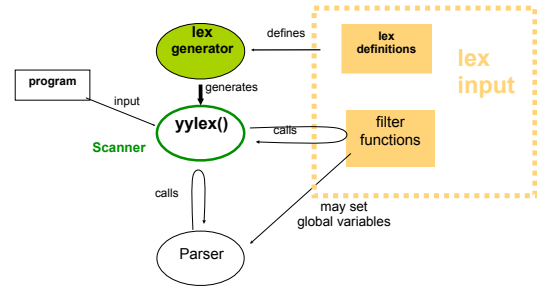 lex
generator
defines
lex
definitions
lex
input
program
generates
input
yylex()
Scanner
calls
filter
functions
calls
may set
global variables
Parser